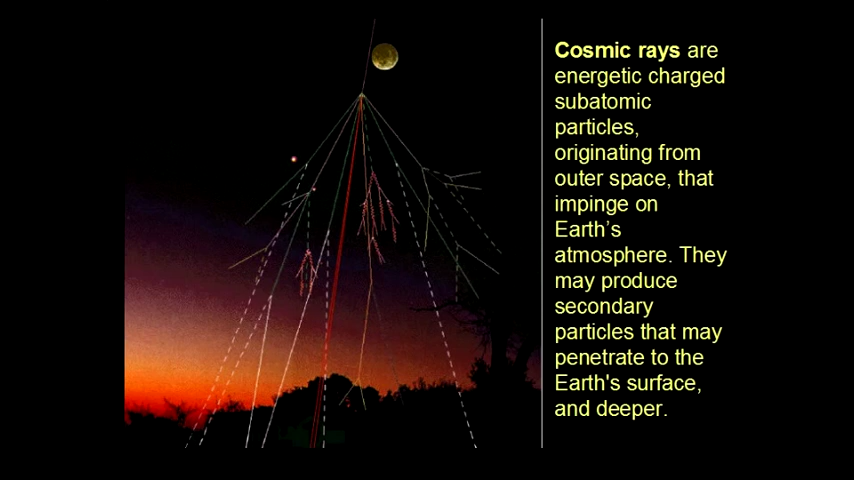 Cosmic rays are
energetic charged
subatomic
particles,
originating from
outer space, that
impinge on
Earth’s
atmosphere. They
may produce
secondary
particles that may
penetrate to the
Earth's surface,
and deeper.